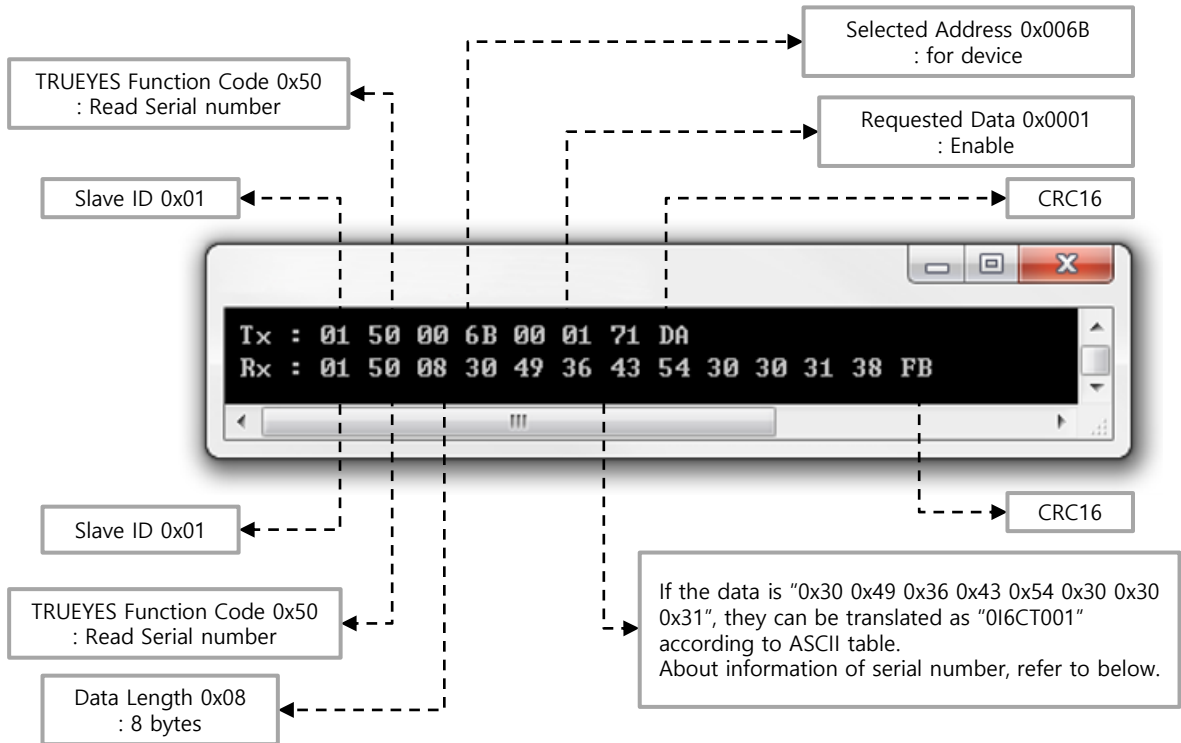 Selected Address 0x006B
: for device
TRUEYES Function Code 0x50
: Read Serial number
Requested Data 0x0001
: Enable
Slave ID 0x01
CRC16
Tx : 01 50 00 6B 00 01 71 DA
Rx : 01 50 08 30 49 36 43 54 30 30 31 38 FB
Slave ID 0x01
CRC16
TRUEYES Function Code 0x50
: Read Serial number
If the data is “0x30 0x49 0x36 0x43 0x54 0x30 0x30
0x31”, they can be translated as “0I6CT001”
according to ASCII table.
About information of serial number, refer to below.
Data Length 0x08
: 8 bytes